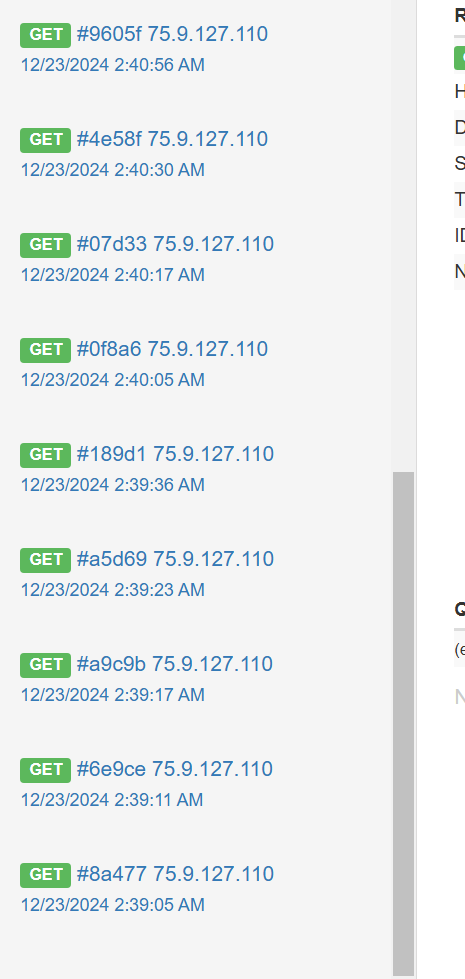 GET #9605f 75.9.127.110
12/23/2024 2:40:56 AM
GET #4e58f 75.9.127.110
12/23/2024 2:40:30 AM
GET #07d33 75.9.127.110
12/23/2024 2:40:17 AM
GET #0f8a6 75.9.127.110
12/23/2024 2:40:05 AM
GET #189d1 75.9.127.110
12/23/2024 2:39:36 AM
GET #a5d69 75.9.127.110
12/23/2024 2:39:23 AM
GET #a9c9b 75.9.127.110
12/23/2024 2:39:17 AM
GET #6e9ce 75.9.127.110
12/23/2024 2:39:11 AM
GET #8a477 75.9.127.110
12/23/2024 2:39:05 AM